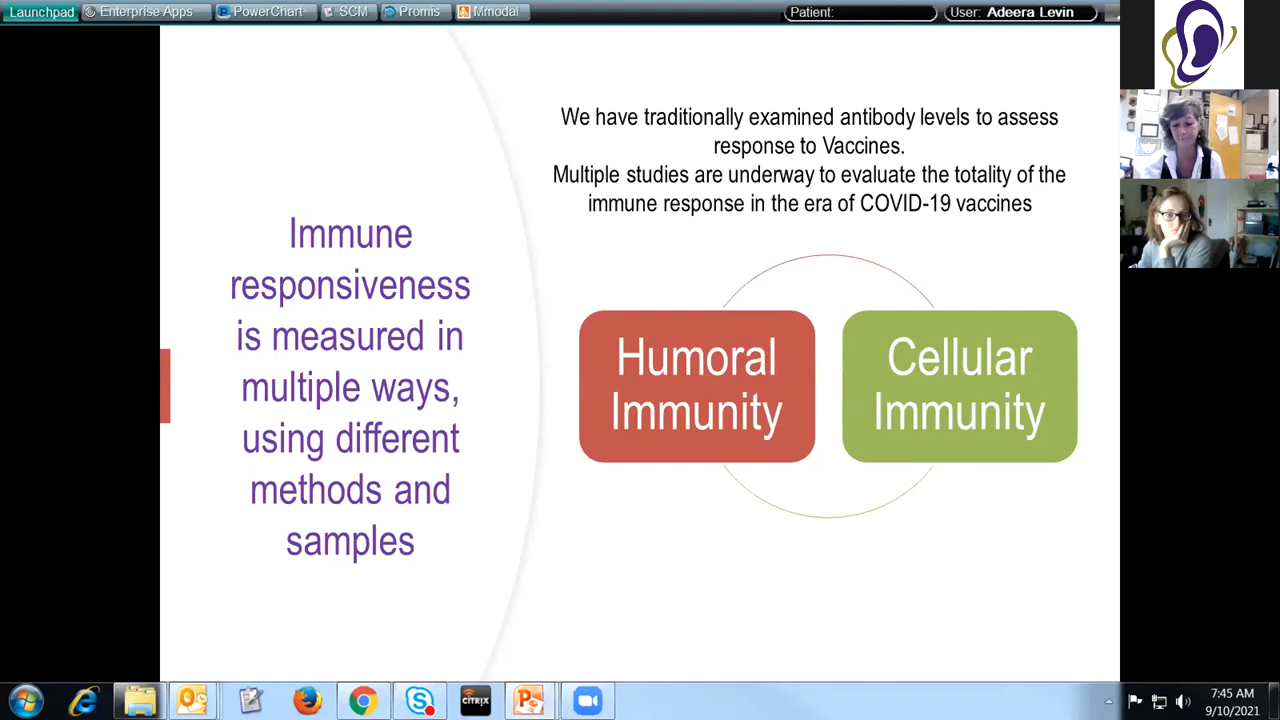 Launchpad Enterprise Apps PowerChart SCM Promis Mmodal Patient: User: Adeera Levin
We have traditionally examined antibody levels to assess
response to Vaccines.
Multiple studies are underway to evaluate the totality of the
immune response in the era of COVID-19 vaccines
Immune
responsiveness
is measured in
multiple ways,
using different
methods and
samples
Humoral
Immunity
Cellular
Immunity
CITRIX
7:45 AM
9/10/2021